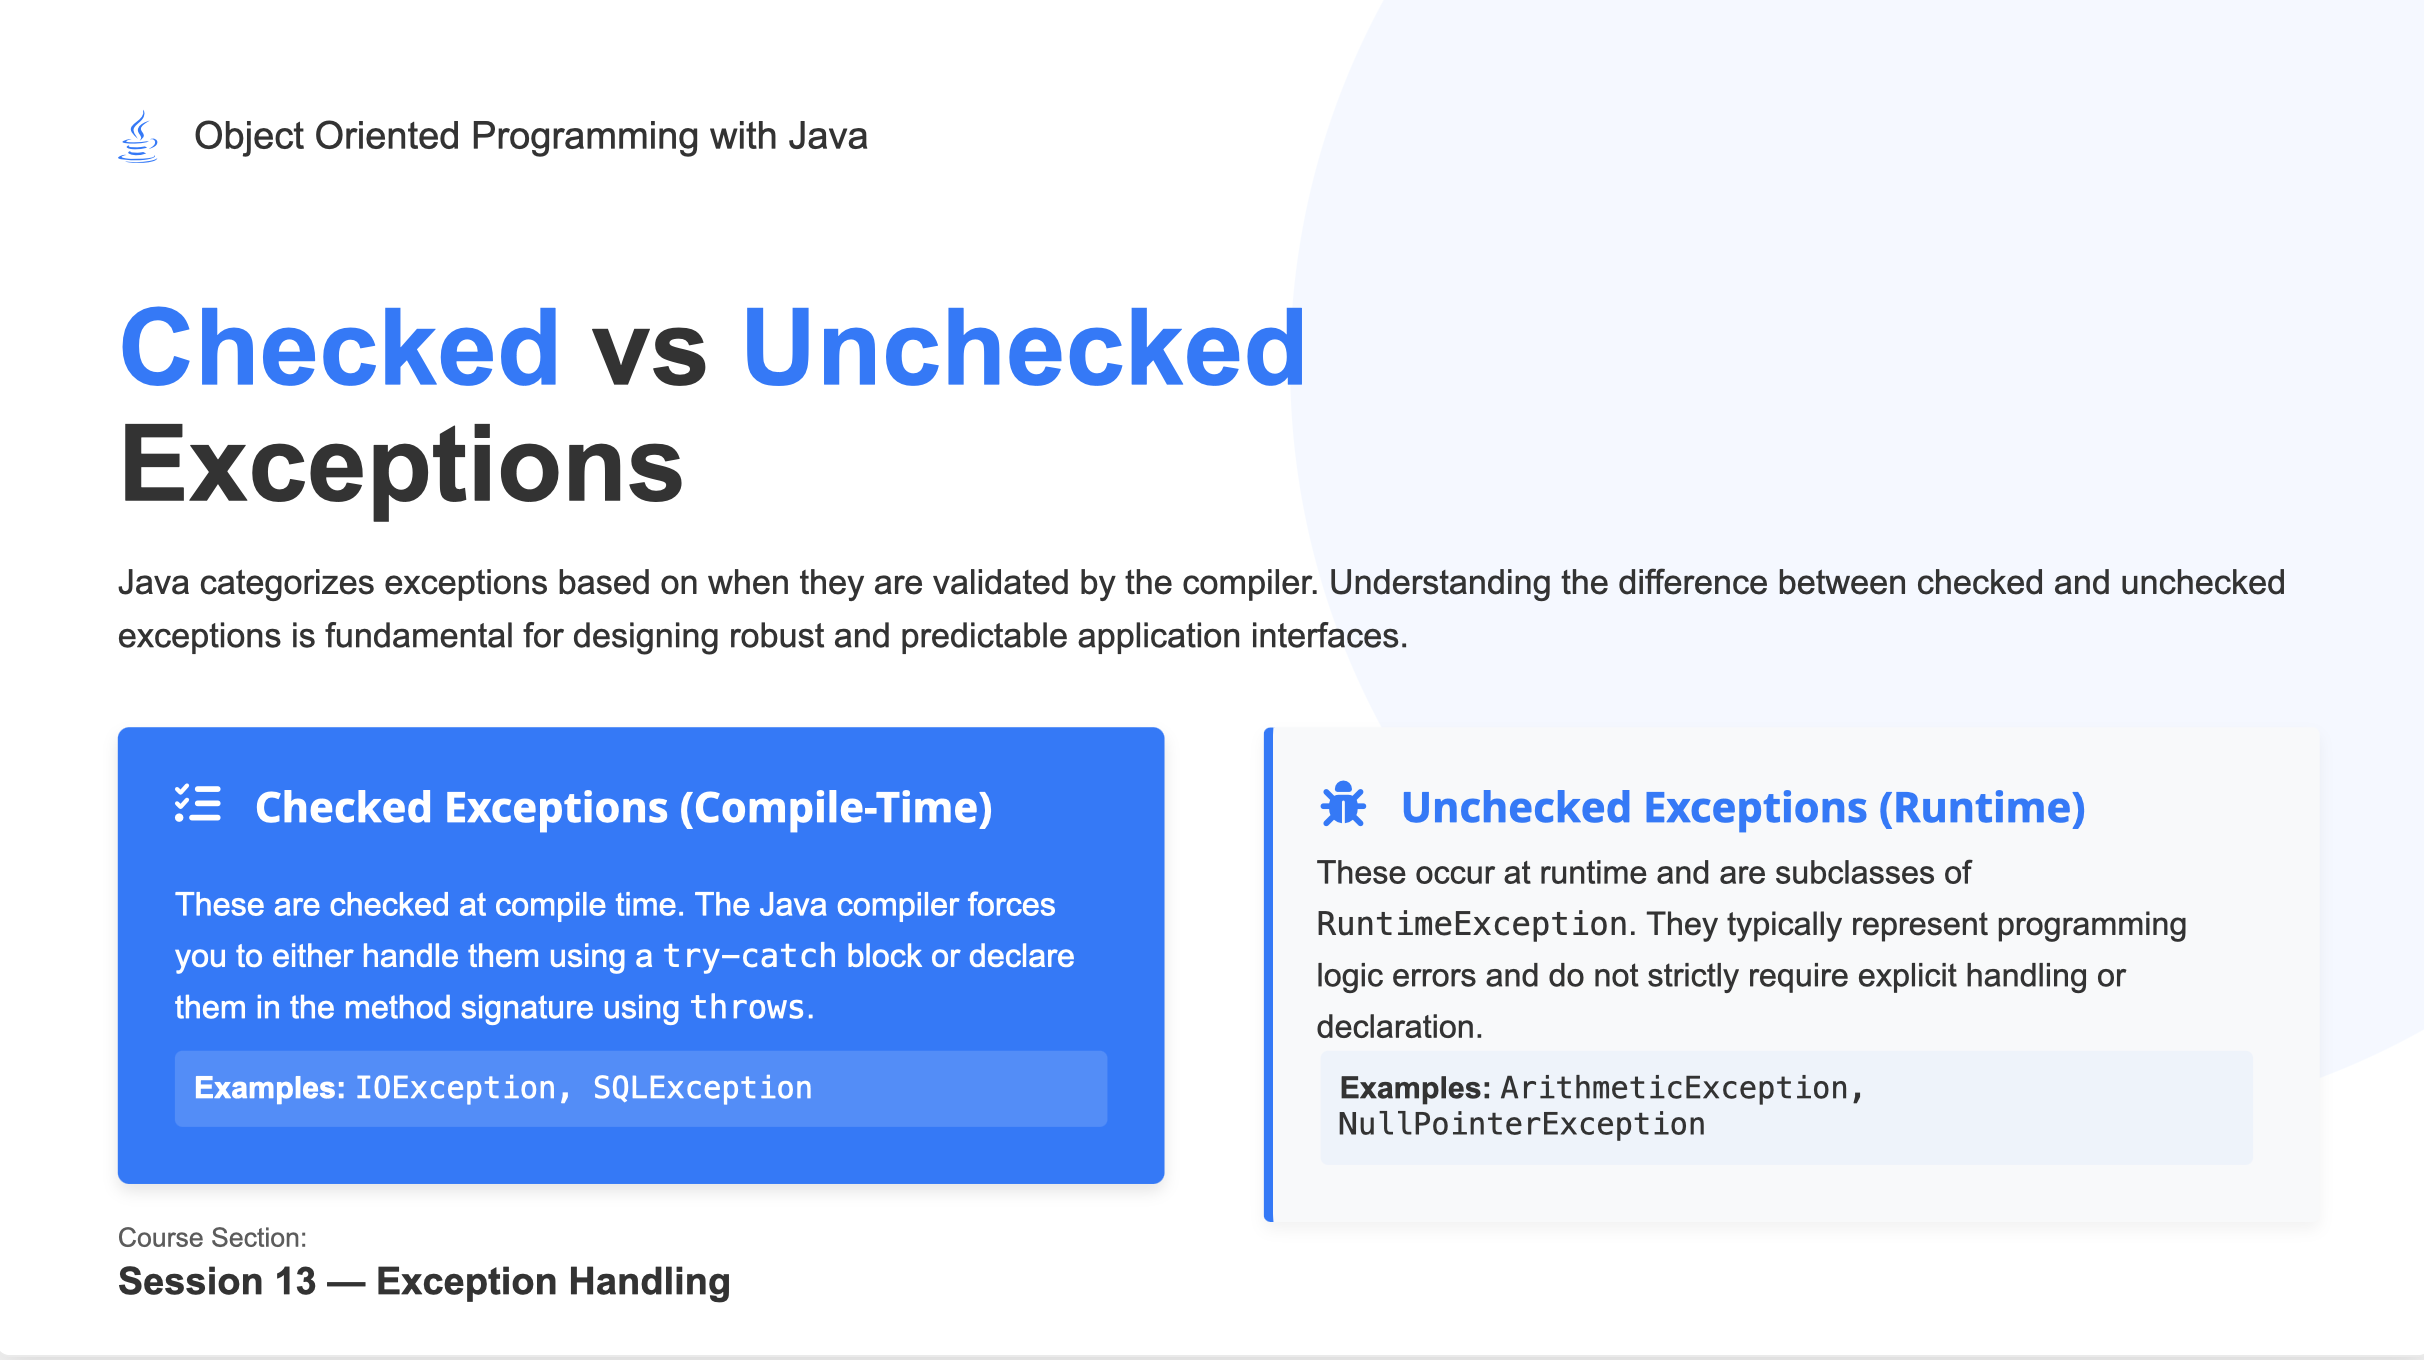 Object Oriented Programming with Java
Checked vs Unchecked
Exceptions
Java categorizes exceptions based on when they are validated by the compiler. Understanding the difference between checked and unchecked
exceptions is fundamental for designing robust and predictable application interfaces.
Checked Exceptions (Compile-Time)
These are checked at compile time. The Java compiler forces
you to either handle them using a try-catch block or declare
them in the method signature using throws.
Examples: IOException, SQLException
Unchecked Exceptions (Runtime)
These occur at runtime and are subclasses of
RuntimeException. They typically represent programming
logic errors and do not strictly require explicit handling or
declaration.
Examples: ArithmeticException,
NullPointerException
Course Section:
Session 13 — Exception Handling